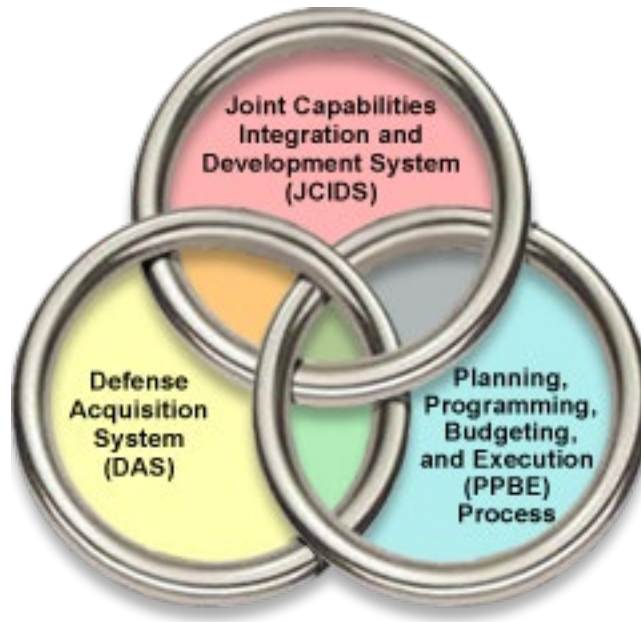 Joint Capabilities
Integration and
Development System
(JCIDS)
Defense
Acquisition
System
(DAS)
Planning,
Programming,
Budgeting,
and Execution
(PPBE)
Process